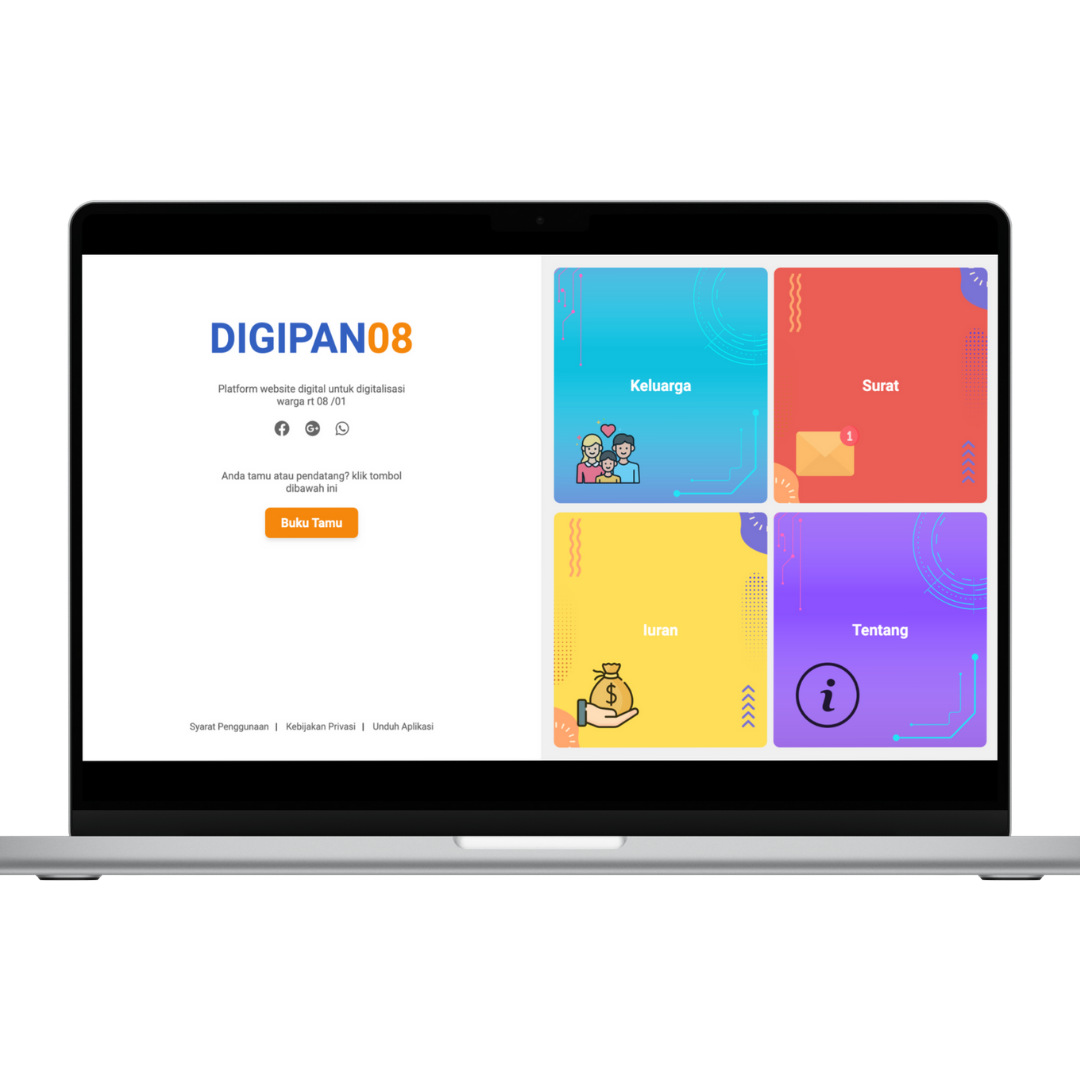 DIGIPAN08
Platform website digital untuk digitalisasi
warga rt 08 /01
G+
Anda tamu atau pendatang? klik tombol
dibawah ini
Buku Tamu
Syarat Penggunaan | Kebijakan Privasi | Unduh Aplikasi
Keluarga
Surat
1
Iuran
$
Tentang
i